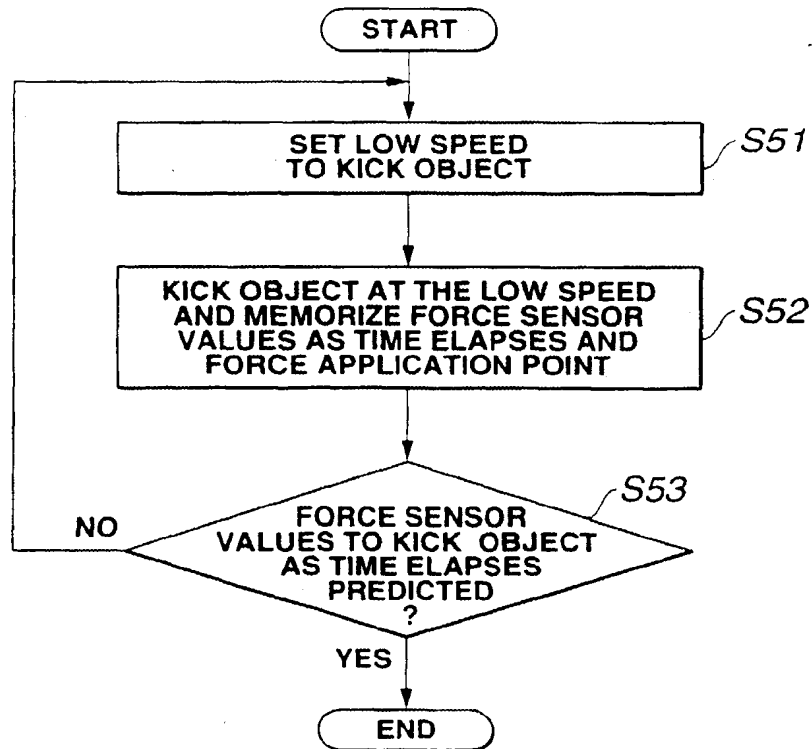 START
SET LOW SPEED
TO KICK OBJECT
S51
KICK OBJECT AT THE LOW SPEED
AND MEMORIZE FORCE SENSOR
VALUES AS TIME ELAPSES AND
FORCE APPLICATION POINT
S52
S53
FORCE SENSOR
VALUES TO KICK OBJECT
AS TIME ELAPSES
PREDICTED
?
NO
YES
END